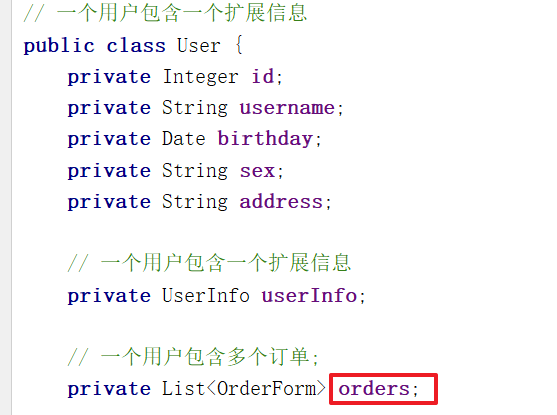 // 一个用户包含一个扩展信息
public class User {
private Integer id;
private String username;
private Date birthday;
private String sex;
private String address;
// 一个用户包含一个扩展信息
private UserInfo userInfo;
// 一个用户包含多个订单;
private List<OrderForm> orders;